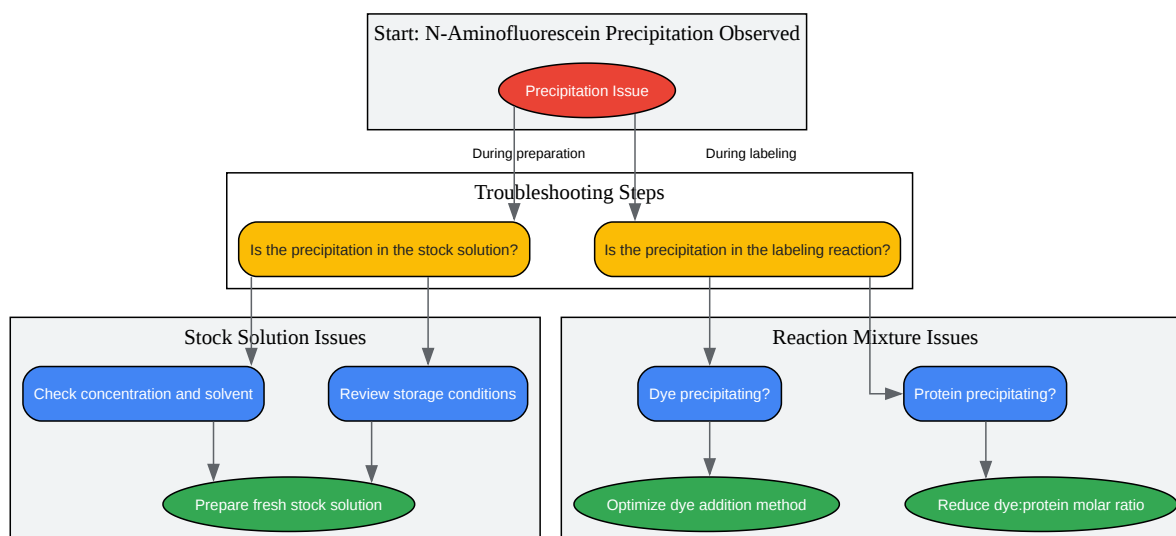 Start: N-Aminofluorescein Precipitation Observed
Precipitation Issue
During preparation
During labeling
Troubleshooting Steps
Is the precipitation in the stock solution?
Is the precipitation in the labeling reaction?
Stock Solution Issues
Reaction Mixture Issues
Check concentration and solvent
Review storage conditions
Dye precipitating?
Protein precipitating?
Prepare fresh stock solution
Optimize dye addition method
Reduce dye:protein molar ratio